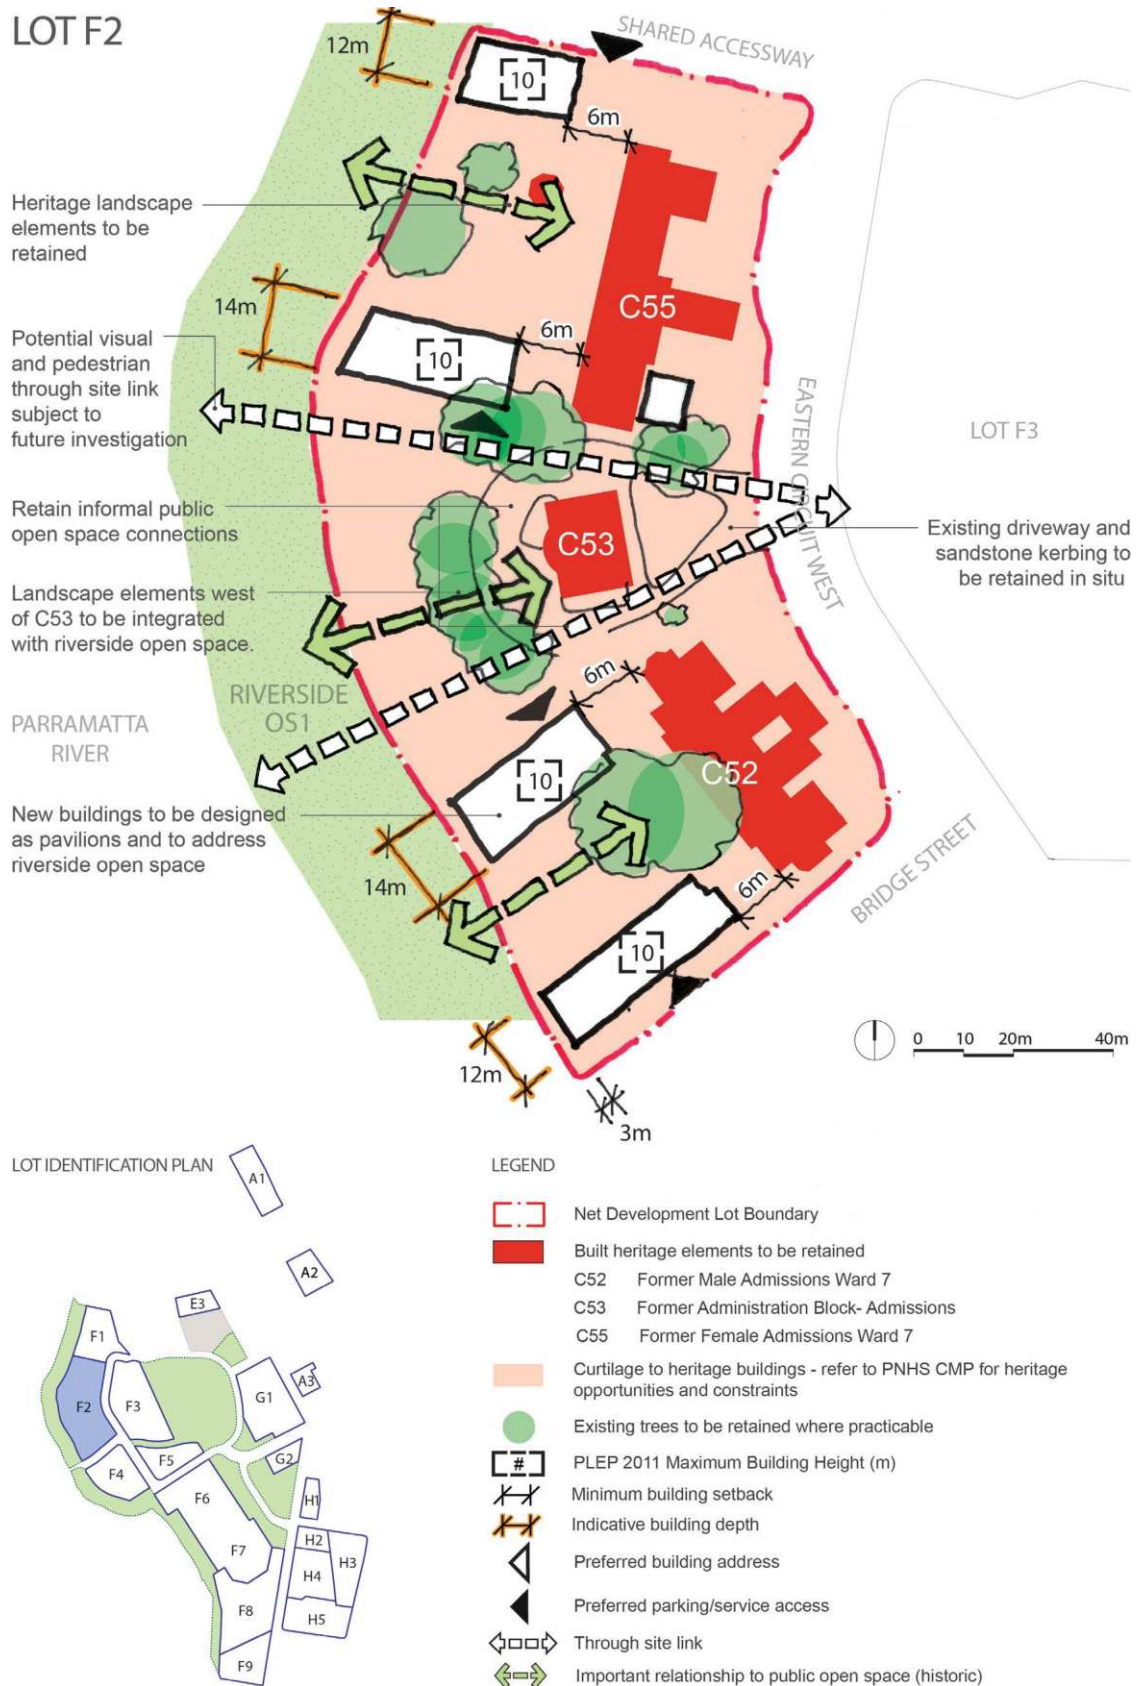 LOT F2
SHARED ACCESSWAY
12m
10
6m
Heritage landscape
elements to be
retained
14m
6m
C55
10
Potential visual
and pedestrian
through site link
subject to
future investigation
EASTERN CIRCUIT WEST
LOT F3
Retain informal public
open space connections
C53
Existing driveway and
sandstone kerbing to
be retained in situ
Landscape elements west
of C53 to be integrated
with riverside open space.
6m
RIVERSIDE
OS1
PARRAMATTA
RIVER
C52
10
New buildings to be designed
as pavilions and to address
riverside open space
14m
6m
BRIDGE STREET
10
12m
3m
0 10 20m 40m
LOT IDENTIFICATION PLAN
A1
A2
E3
F1
A3
G1
F2
F3
F5
F4
G2
F6
H1
H2
F7
H3
H4
F8
H5
F9
LEGEND
Net Development Lot Boundary
Built heritage elements to be retained
C52 Former Male Admissions Ward 7
C53 Former Administration Block- Admissions
C55 Former Female Admissions Ward 7
Curtilage to heritage buildings - refer to PNHS CMP for heritage
opportunities and constraints
Existing trees to be retained where practicable
# PLEP 2011 Maximum Building Height (m)
Minimum building setback
Indicative building depth
Preferred building address
Preferred parking/service access
Through site link
Important relationship to public open space (historic)